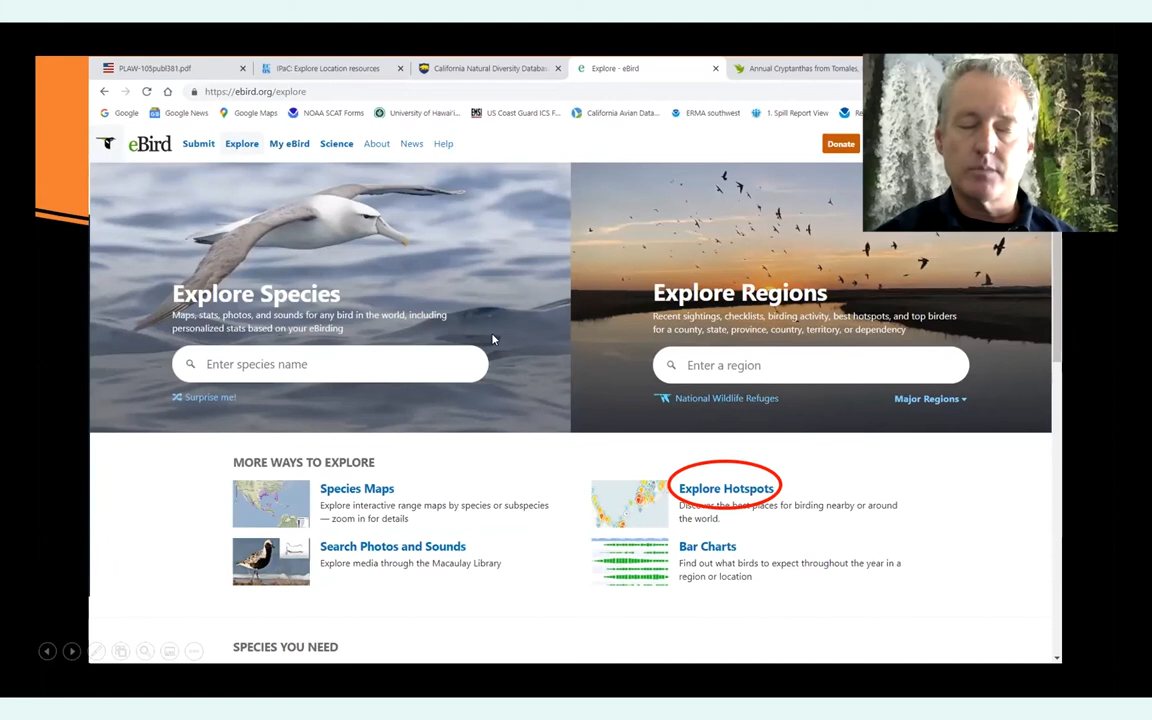 PLAW-105publ381.pdf
IPaC: Explore Location resources
California Natural Diversity Databas
Explore - eBird
Annual Cryptanthas from Tomales,
https://ebird.org/explore
Google
Google News
Google Maps
NOAA SCAT Forms
University of Hawai'i...
US Coast Guard ICS F...
California Avian Data...
ERMA southwest
1. Spill Report View
Re
eBird
Submit
Explore
My eBird
Science
About
News
Help
Donate
Explore Species
Maps, stats, photos, and sounds for any bird in the world, including
personalized stats based on your eBirding
Enter species name
Surprise me!
Explore Regions
Recent sightings, checklists, birding activity, best hotspots, and top birders
for a county, state, province, country, territory, or dependency
Enter a region
National Wildlife Refuges
Major Regions
MORE WAYS TO EXPLORE
Species Maps
Explore interactive range maps by species or subspecies
— zoom in for details
Search Photos and Sounds
Explore media through the Macaulay Library
Explore Hotspots
Discover the best places for birding nearby or around
the world.
Bar Charts
Find out what birds to expect throughout the year in a
region or location
SPECIES YOU NEED